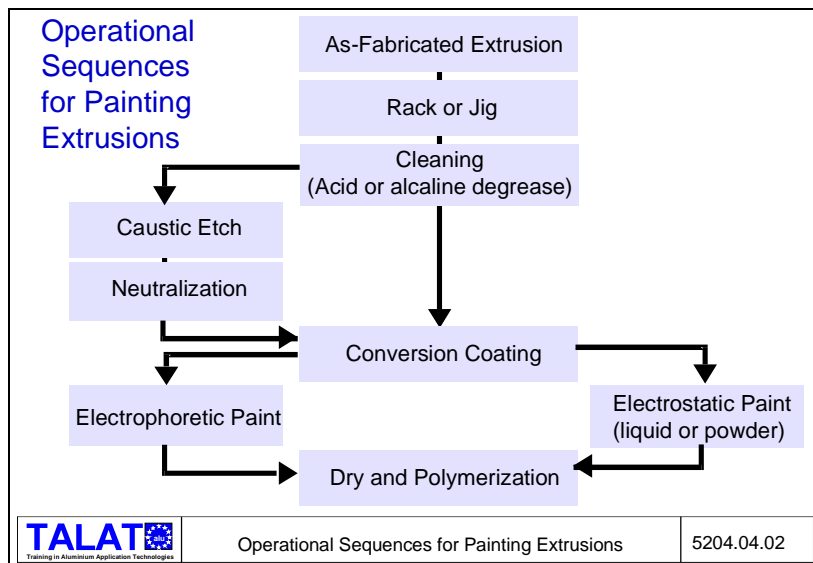 Operational
Sequences
for Painting
Extrusions
As-Fabricated Extrusion
Rack or Jig
Cleaning
(Acid or alcaline degrease)
Caustic Etch
Neutralization
Conversion Coating
Electrophoretic Paint
Electrostatic Paint
(liquid or powder)
Dry and Polymerization
TALAT
alu
Training in Aluminium Application Technologies
Operational Sequences for Painting Extrusions
5204.04.02